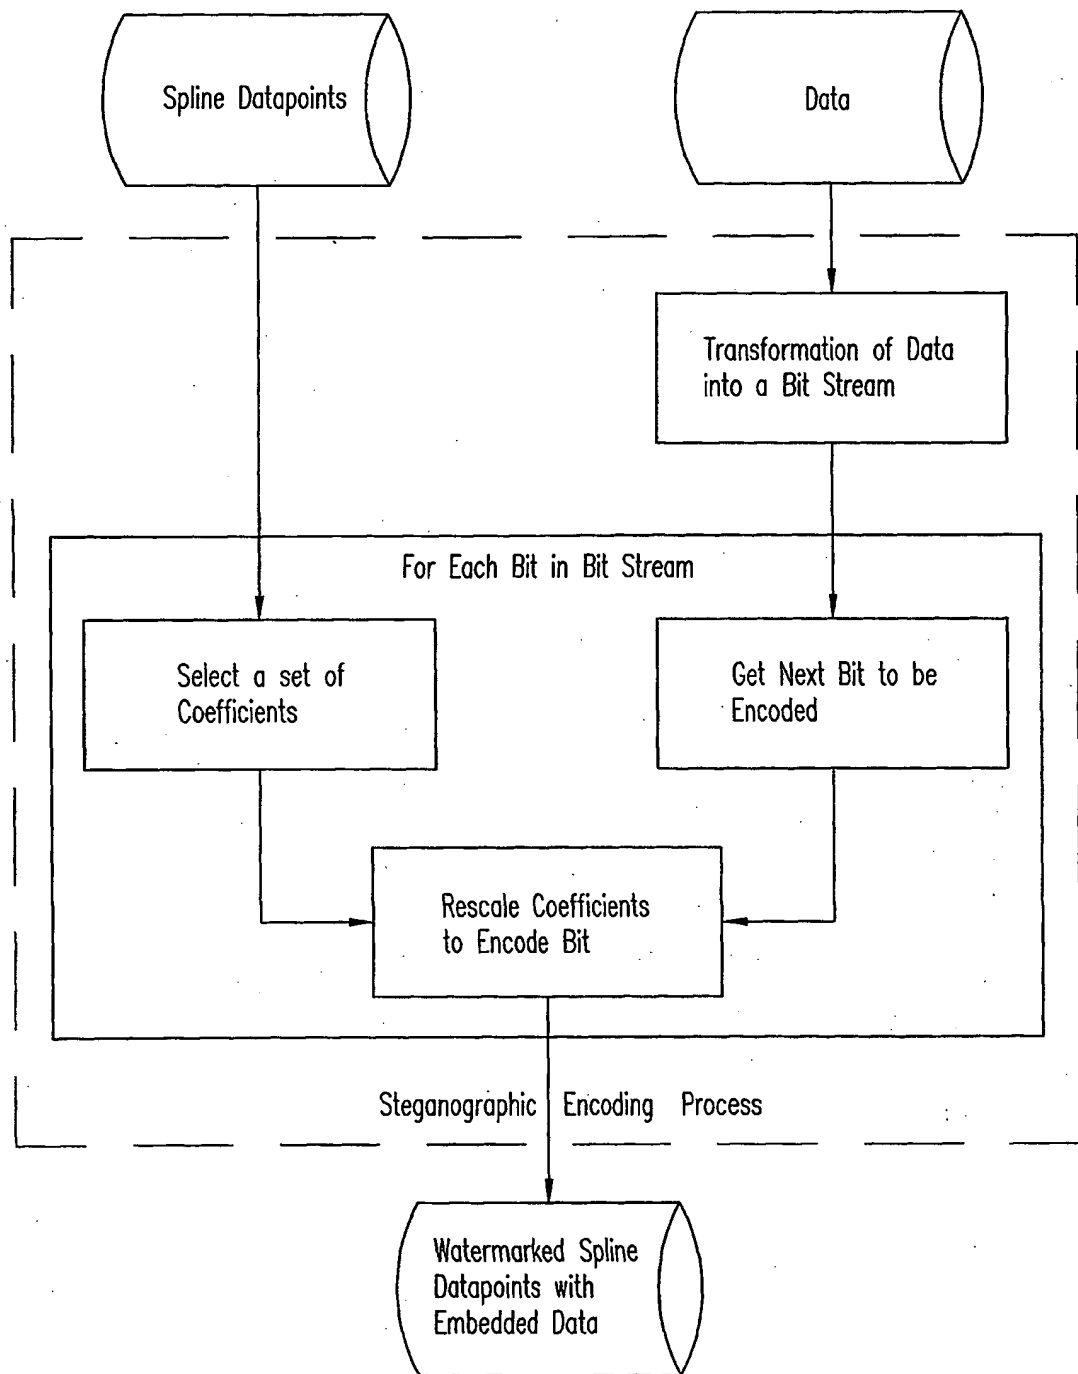 Spline Datapoints
Data
Transformation of Data
into a Bit Stream
For Each Bit in Bit Stream
Select a set of
Coefficients
Get Next Bit to be
Encoded
Rescale Coefficients
to Encode Bit
Steganographic Encoding Process
Watermarked Spline
Datapoints with
Embedded Data